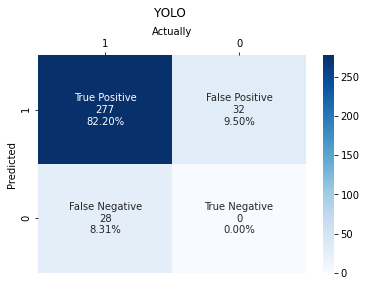 YOLO
Actually
1 0
Predicted
1
True Positive
277
82.20%
False Positive
32
9.50%
0
False Negative
28
8.31%
True Negative
0
0.00%
250
200
150
100
50
0